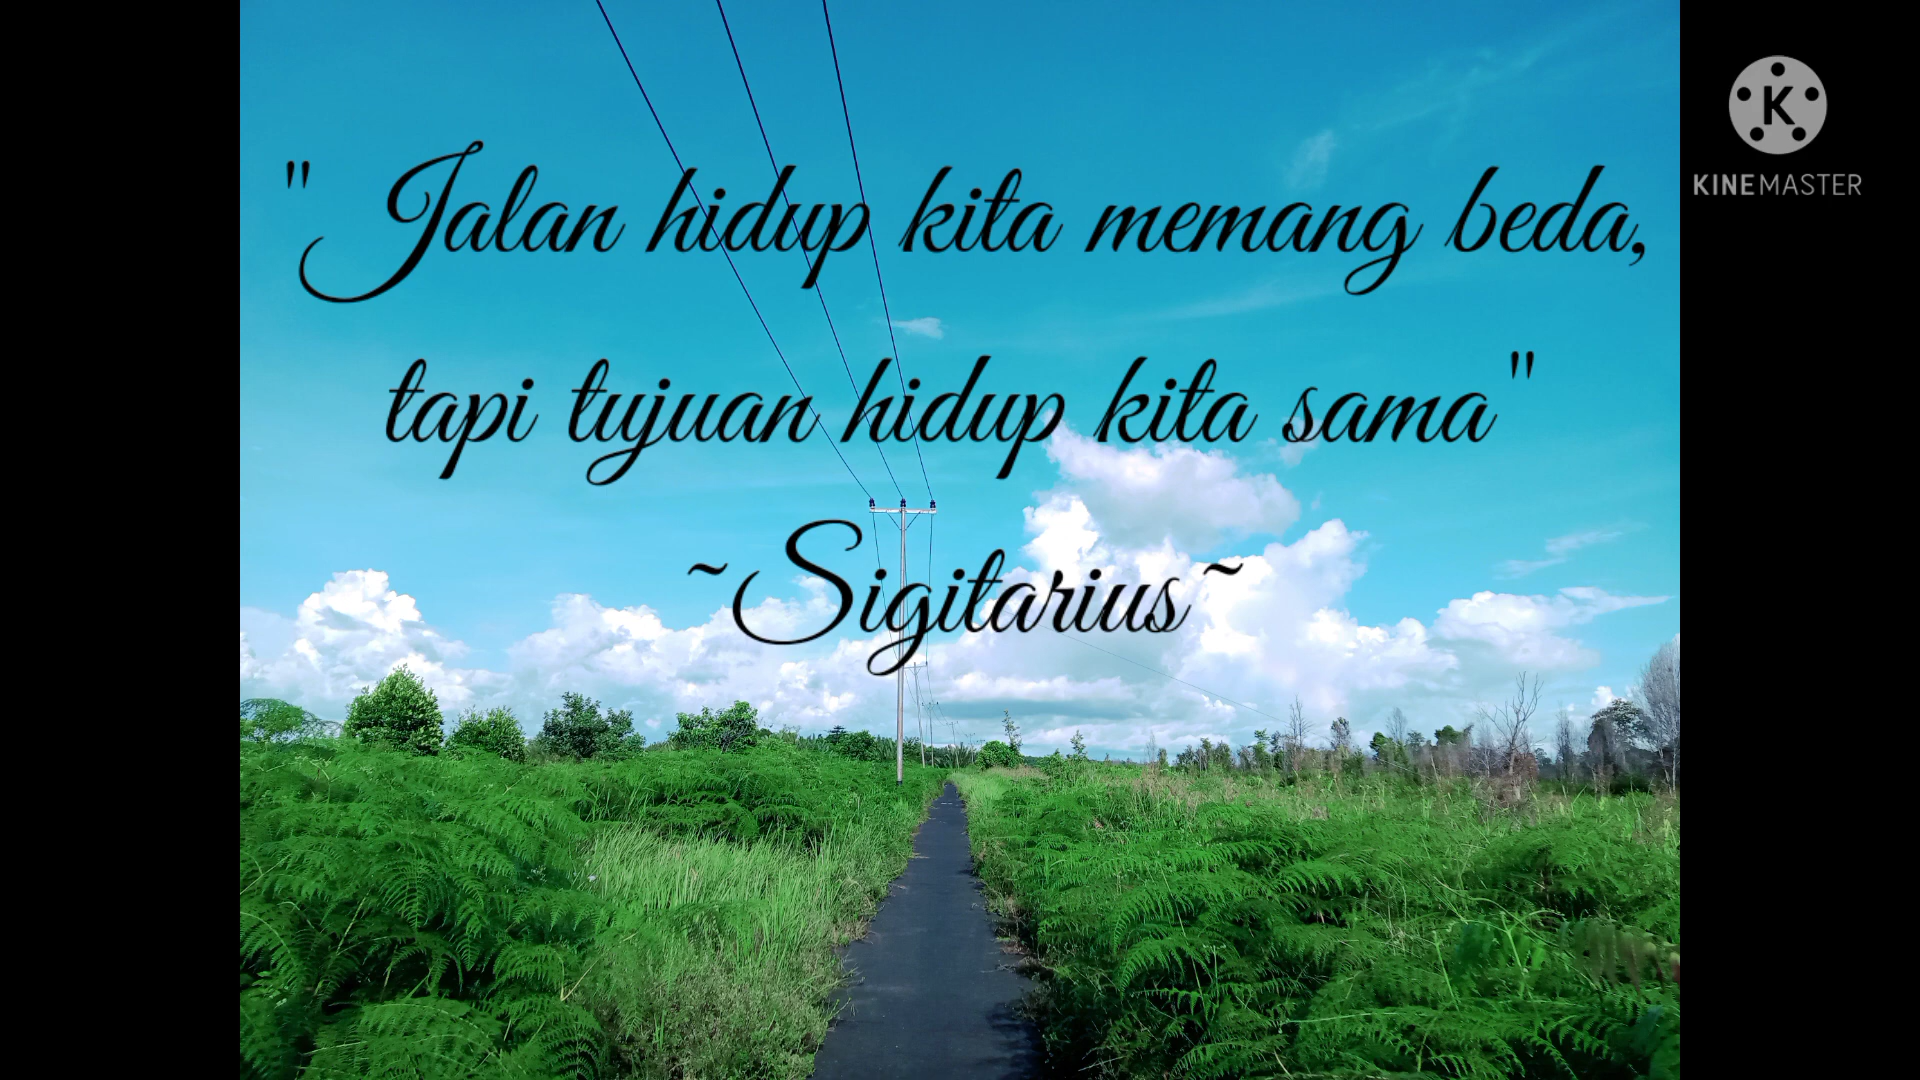 " Jalan hidup kita memang beda,
tapi tujuan hidup kita sama"
~Sigitarius~
K
KINEMASTER